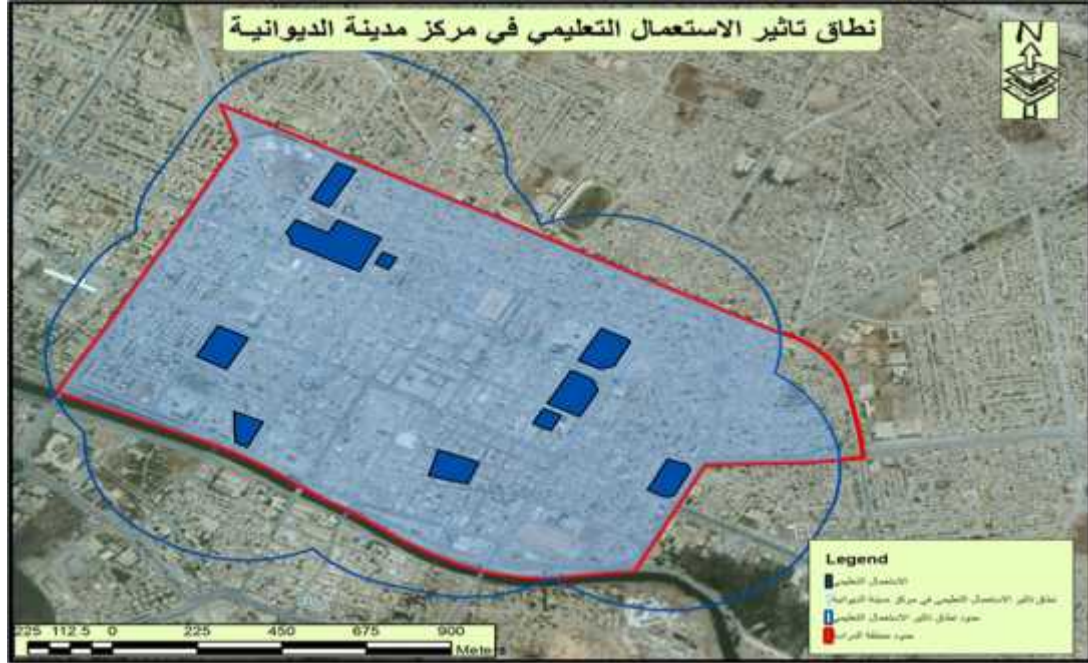 نطاق تاثير الاستعمال التعليمي في مركز مدينة الديوانية
N
Legend
الاستعمال التعليمي
نطاق تاثير الاستعمال التعليمي في مركز مدينة الديوانية
حدود نطاق تاثير الاستعمال التعليمي
حدود منطقة الدراسة
225 112.5 0 225 450 675 900
Meters